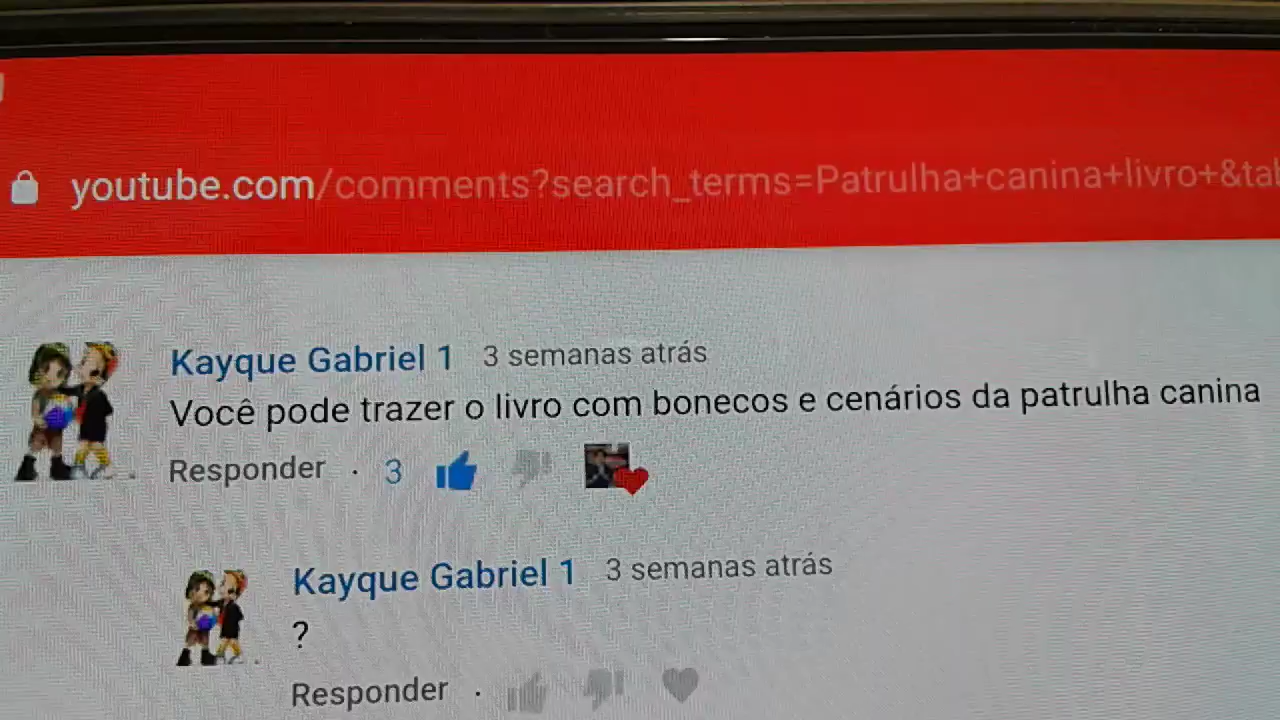 youtube.com/comments?search_terms=Patrulha+canina+livro+&tal
Kayque Gabriel 1 3 semanas atrás
Você pode trazer o livro com bonecos e cenários da patrulha canina
Responder · 3
Kayque Gabriel 1 3 semanas atrás
?
Responder ·